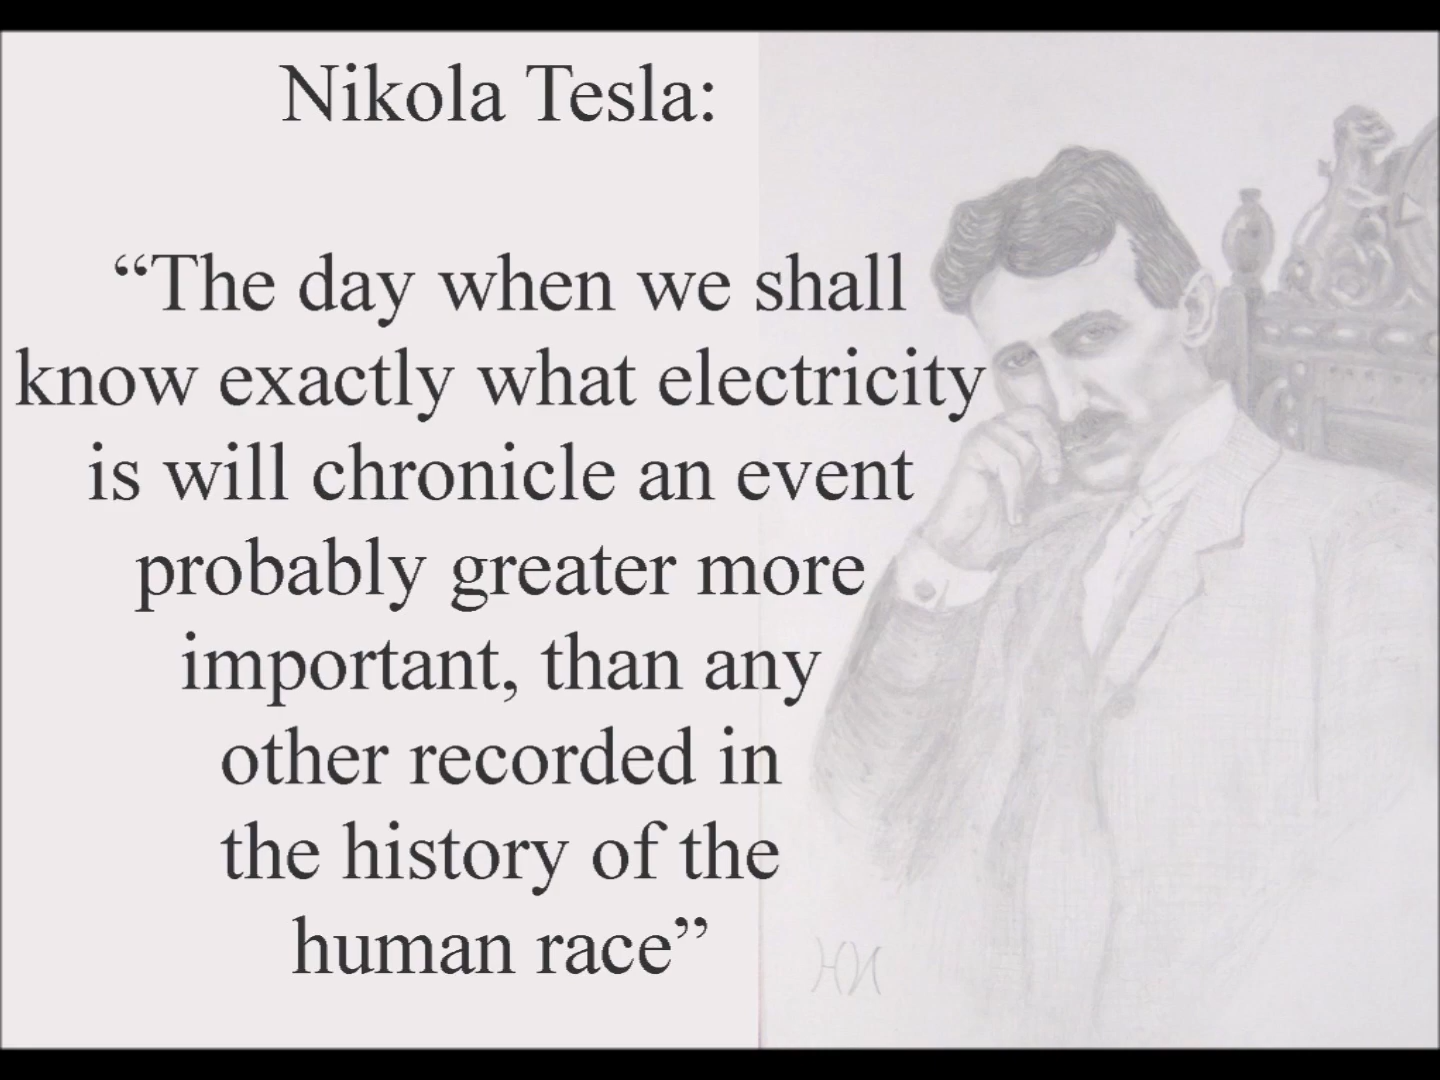 Nikola Tesla:
“The day when we shall
know exactly what electricity
is will chronicle an event
probably greater more
important, than any
other recorded in
the history of the
human race”